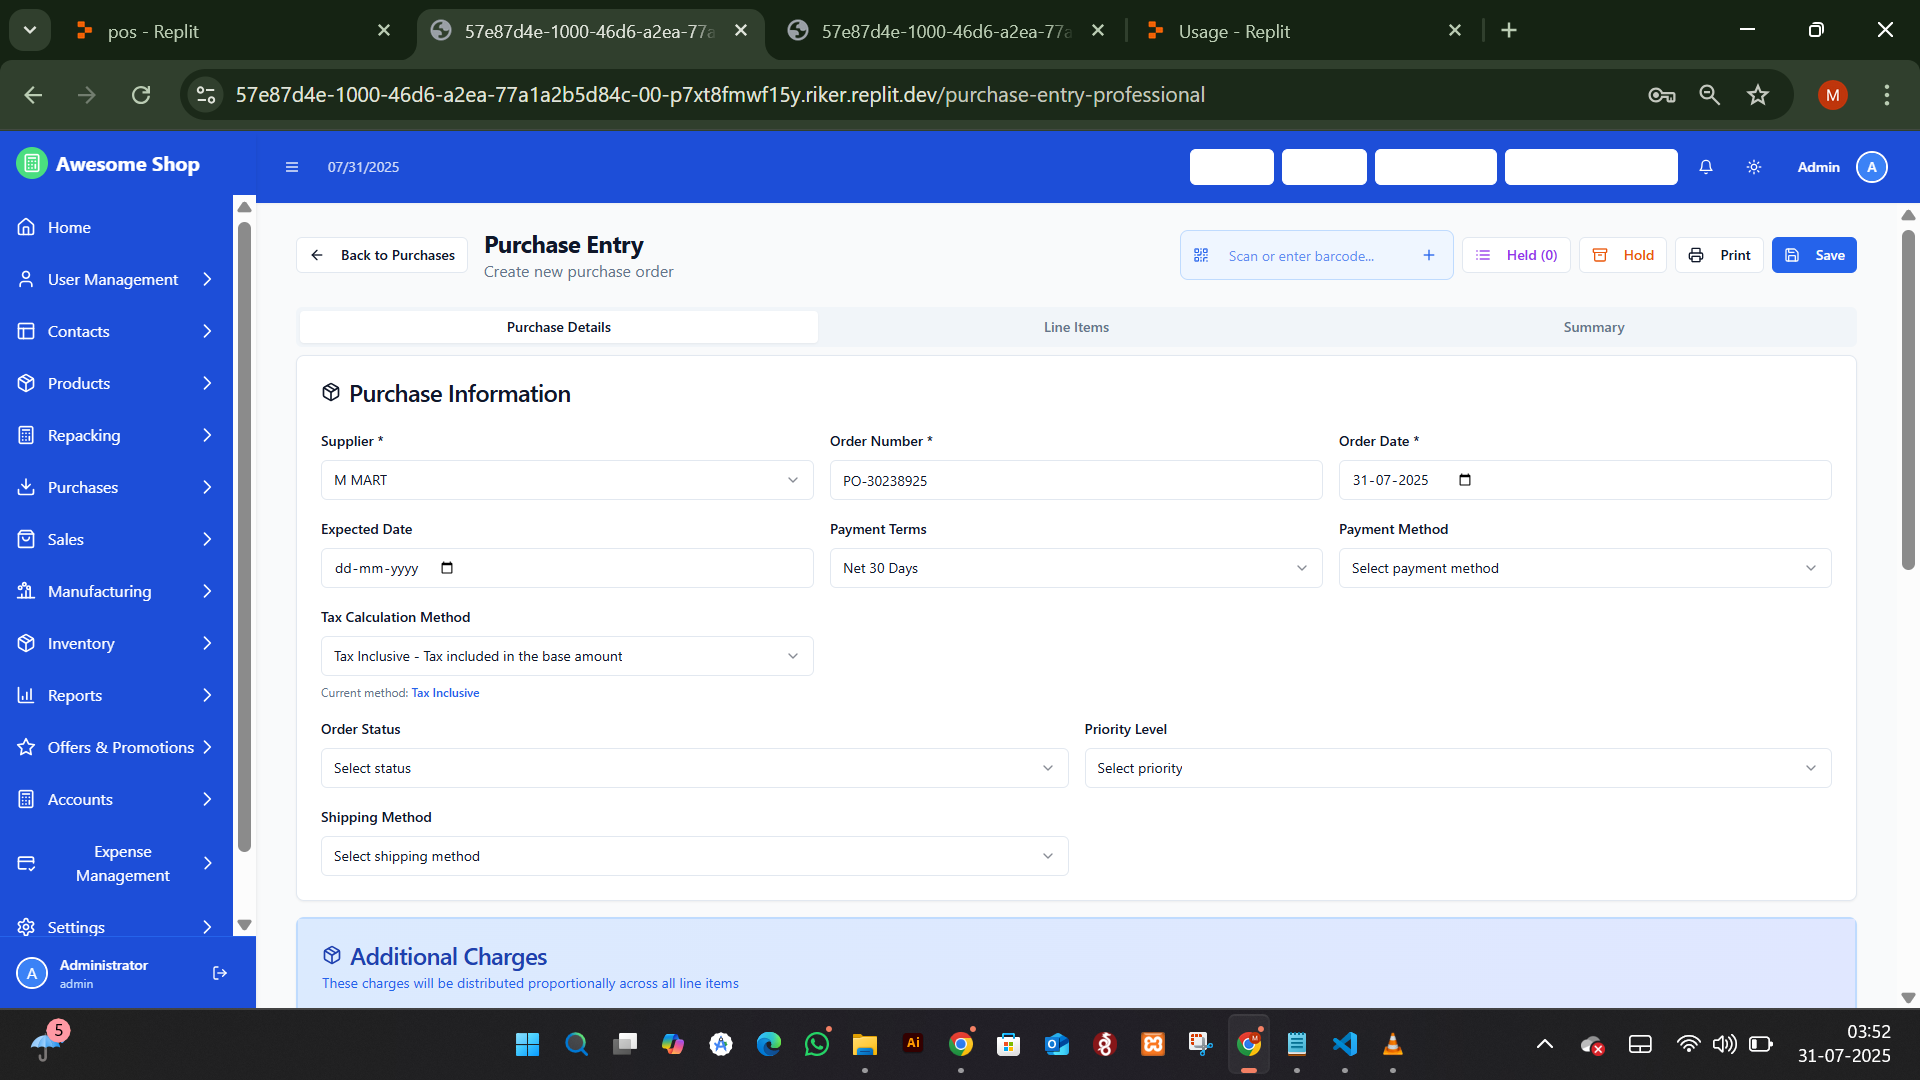 pos - Replit
57e87d4e-1000-46d6-a2ea-77a
57e87d4e-1000-46d6-a2ea-77a
Usage - Replit
57e87d4e-1000-46d6-a2ea-77a1a2b5d84c-00-p7xt8fmwf15y.riker.replit.dev/purchase-entry-professional
M
Awesome Shop
07/31/2025
Admin
A
Home
User Management
Contacts
Products
Repacking
Purchases
Sales
Manufacturing
Inventory
Reports
Offers & Promotions
Accounts
Expense
Management
Settings
A
Administrator
admin
Back to Purchases
Purchase Entry
Create new purchase order
Scan or enter barcode...
Held (0)
Hold
Print
Save
Purchase Details
Line Items
Summary
Purchase Information
Supplier *
Order Number *
Order Date *
M MART
PO-30238925
31-07-2025
Expected Date
Payment Terms
Payment Method
dd-mm-yyyy
Net 30 Days
Select payment method
Tax Calculation Method
Tax Inclusive - Tax included in the base amount
Current method: Tax Inclusive
Order Status
Priority Level
Select status
Select priority
Shipping Method
Select shipping method
Additional Charges
These charges will be distributed proportionally across all line items
5
Ai
M
03:52
31-07-2025